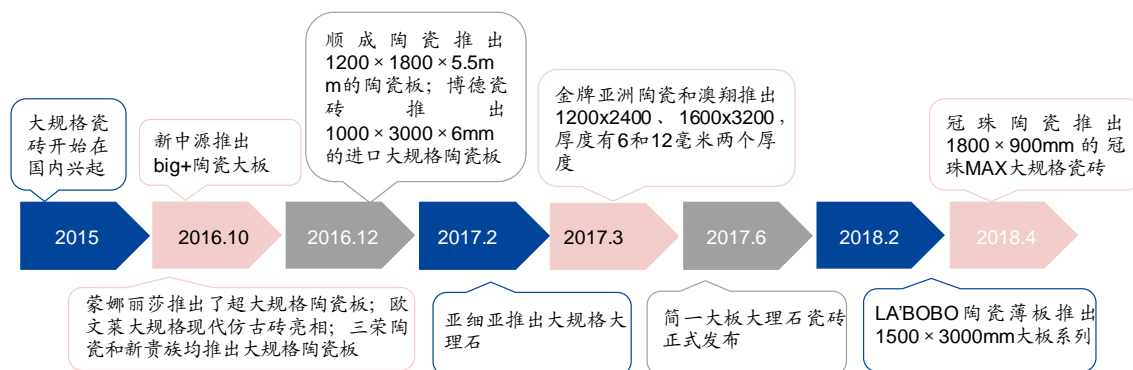 大规格瓷
砖开始在
国内兴起
新中源推出
big+陶瓷大板
顺成陶瓷推出
1200×1800×5.5m
m的陶瓷板；博德瓷
砖推出
1000×3000×6mm
的进口大规格陶瓷板
金牌亚洲陶瓷和澳翔推出
1200x2400、1600x3200，
厚度有6和12毫米两个厚
度
冠珠陶瓷推出
1800×900mm的冠
珠MAX大规格瓷砖
2015
2016.10
2016.12
2017.2
2017.3
2017.6
2018.2
2018.4
蒙娜丽莎推出了超大规格陶瓷板；欧
文莱大规格现代仿古砖亮相；三荣陶
瓷和新贵族均推出大规格陶瓷板
亚细亚推出大规格大
理石
简一大板大理石瓷砖
正式发布
LA'BOBO陶瓷薄板推出
1500×3000mm大板系列